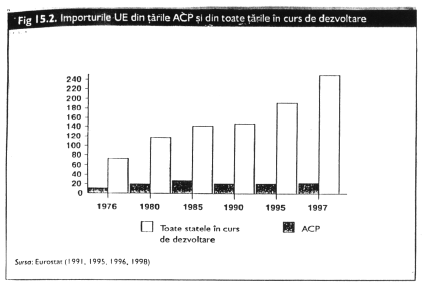 Fig 15.2. Importurile UE din țările ACP și din toate țările în curs de dezvoltare
240
220
200
180
160
140
120
100
80
60
40
20
0
1976 1980 1985 1990 1995 1997
Toate statele în curs de dezvoltare
ACP
Sursa: Eurostat (1991, 1995, 1996, 1998)